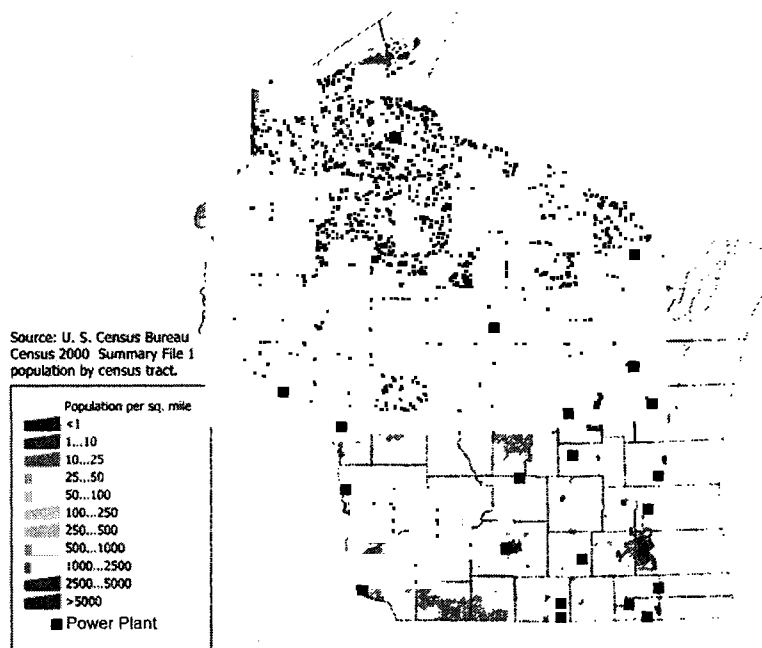 Source: U. S. Census Bureau
Census 2000 Summary File 1
population by census tract.
Population per sq. mile
<1
1...10
10...25
25...50
50...100
100...250
250...500
500...1000
1000...2500
2500...5000
>5000
Power Plant